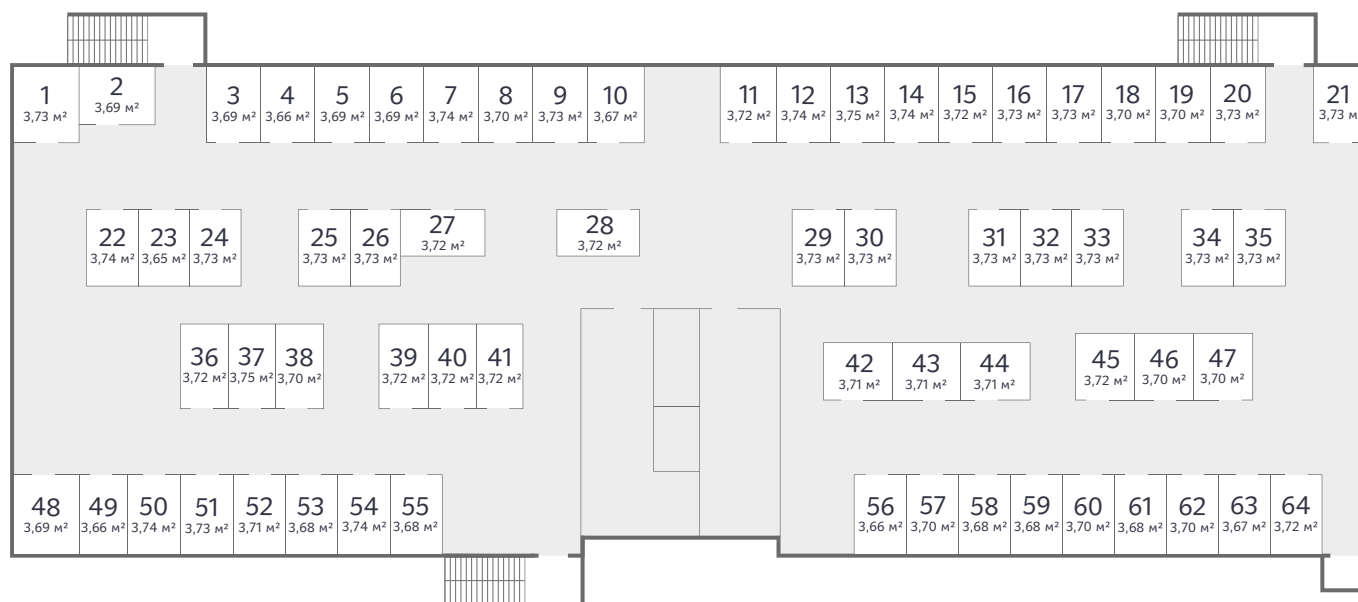 1
3,73 м²
2
3,69 м²
3
3,69 м²
4
3,66 м²
5
3,69 м²
6
3,69 м²
7
3,74 м²
8
3,70 м²
9
3,73 м²
10
3,67 м²
11
3,72 м²
12
3,74 м²
13
3,75 м²
14
3,74 м²
15
3,72 м²
16
3,73 м²
17
3,73 м²
18
3,70 м²
19
3,70 м²
20
3,73 м²
21
3,73 м
22
3,74 м²
23
3,65 м²
24
3,73 м²
25
3,73 м²
26
3,73 м²
27
3,72 м²
28
3,72 м²
29
3,73 м²
30
3,73 м²
31
3,73 м²
32
3,73 м²
33
3,73 м²
34
3,73 м²
35
3,73 м²
36
3,72 м²
37
3,75 м²
38
3,70 м²
39
3,72 м²
40
3,72 м²
41
3,72 м²
42
3,71 м²
43
3,71 м²
44
3,71 м²
45
3,72 м²
46
3,70 м²
47
3,70 м²
48
3,69 м²
49
3,66 м²
50
3,74 м²
51
3,73 м²
52
3,71 м²
53
3,68 м²
54
3,74 м²
55
3,68 м²
56
3,66 м²
57
3,70 м²
58
3,68 м²
59
3,68 м²
60
3,70 м²
61
3,68 м²
62
3,70 м²
63
3,67 м²
64
3,72 м²